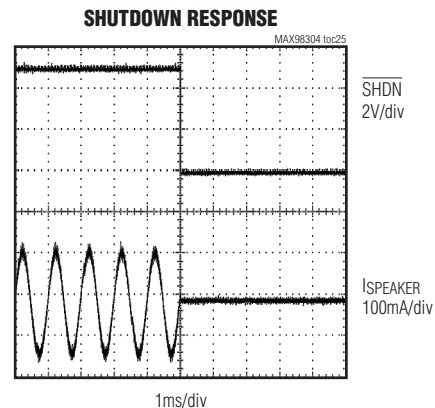 SHUTDOWN RESPONSE
MAX98304 toc25
SHDN
2V/div
ISPEAKER
100mA/div
1ms/div